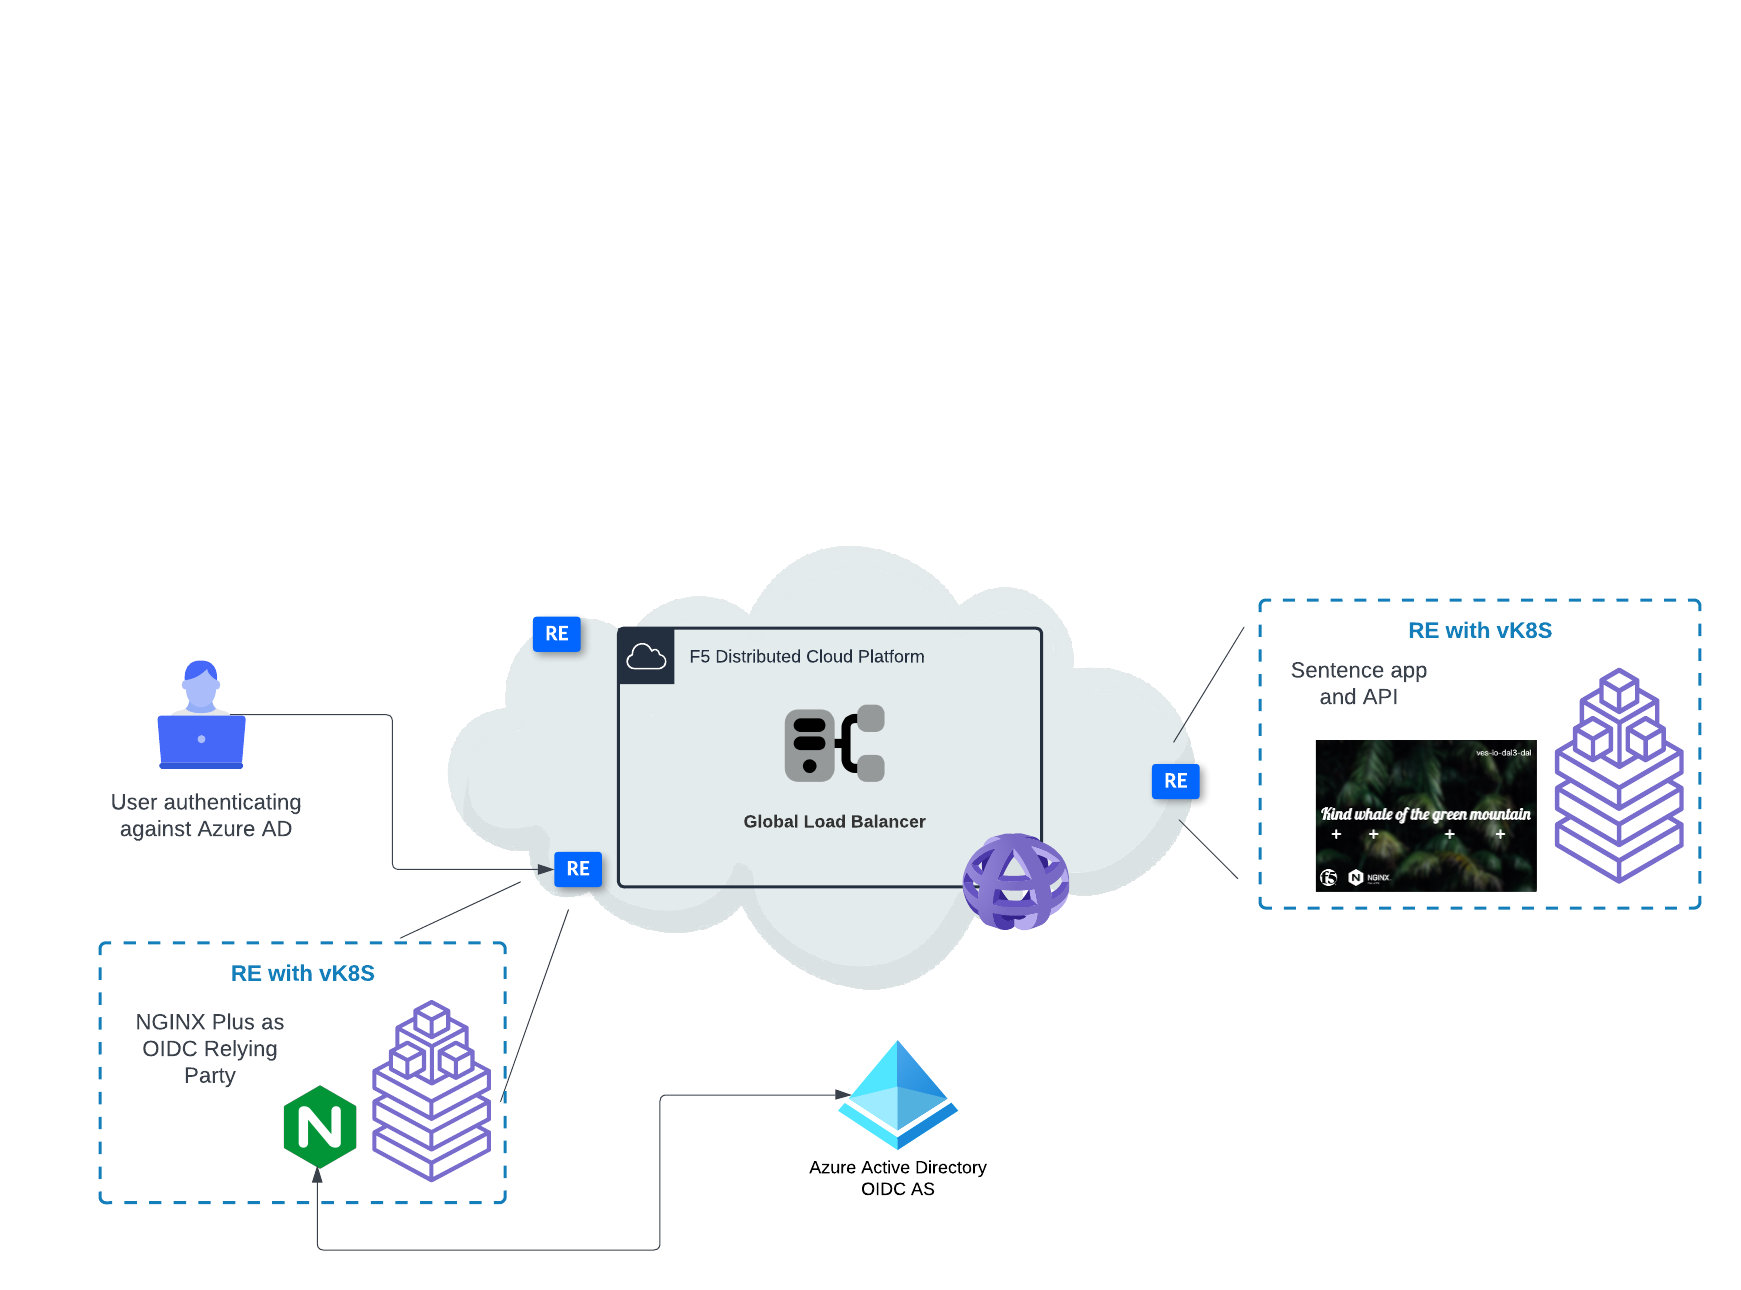 RE
F5 Distributed Cloud Platform
Global Load Balancer
User authenticating
against Azure AD
RE
RE
RE with vK8S
Sentence app
and API
ves-io-dal3-dal
Kind whale of the green mountain
+ + + +
f5
N NGINX
RE with vK8S
NGINX Plus as
OIDC Relying
Party
N
Azure Active Directory
OIDC AS